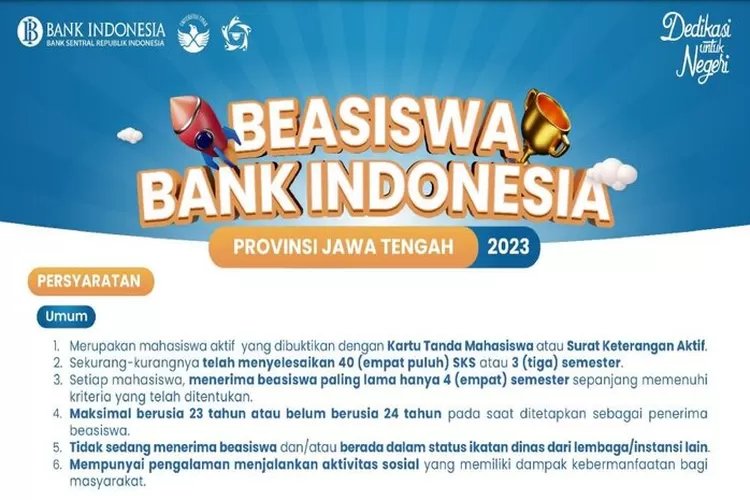 BANK INDONESIA
BANK SENTRAL REPUBLIK INDONESIA
Dedikasi
untuk
Negeri
BEASISWA
BANK INDONESIA
PROVINSI JAWA TENGAH 2023
PERSYARATAN
Umum
1. Merupakan mahasiswa aktif yang dibuktikan dengan Kartu Tanda Mahasiswa atau Surat Keterangan Aktif.
2. Sekurang-kurangnya telah menyelesaikan 40 (empat puluh) SKS atau 3 (tiga) semester.
3. Setiap mahasiswa, menerima beasiswa paling lama hanya 4 (empat) semester sepanjang memenuhi
kriteria yang telah ditentukan.
4. Maksimal berusia 23 tahun atau belum berusia 24 tahun pada saat ditetapkan sebagai penerima
beasiswa.
5. Tidak sedang menerima beasiswa dan/atau berada dalam status ikatan dinas dari lembaga/instansi lain.
6. Mempunyai pengalaman menjalankan aktivitas sosial yang memiliki dampak kebermanfaatan bagi
masyarakat.